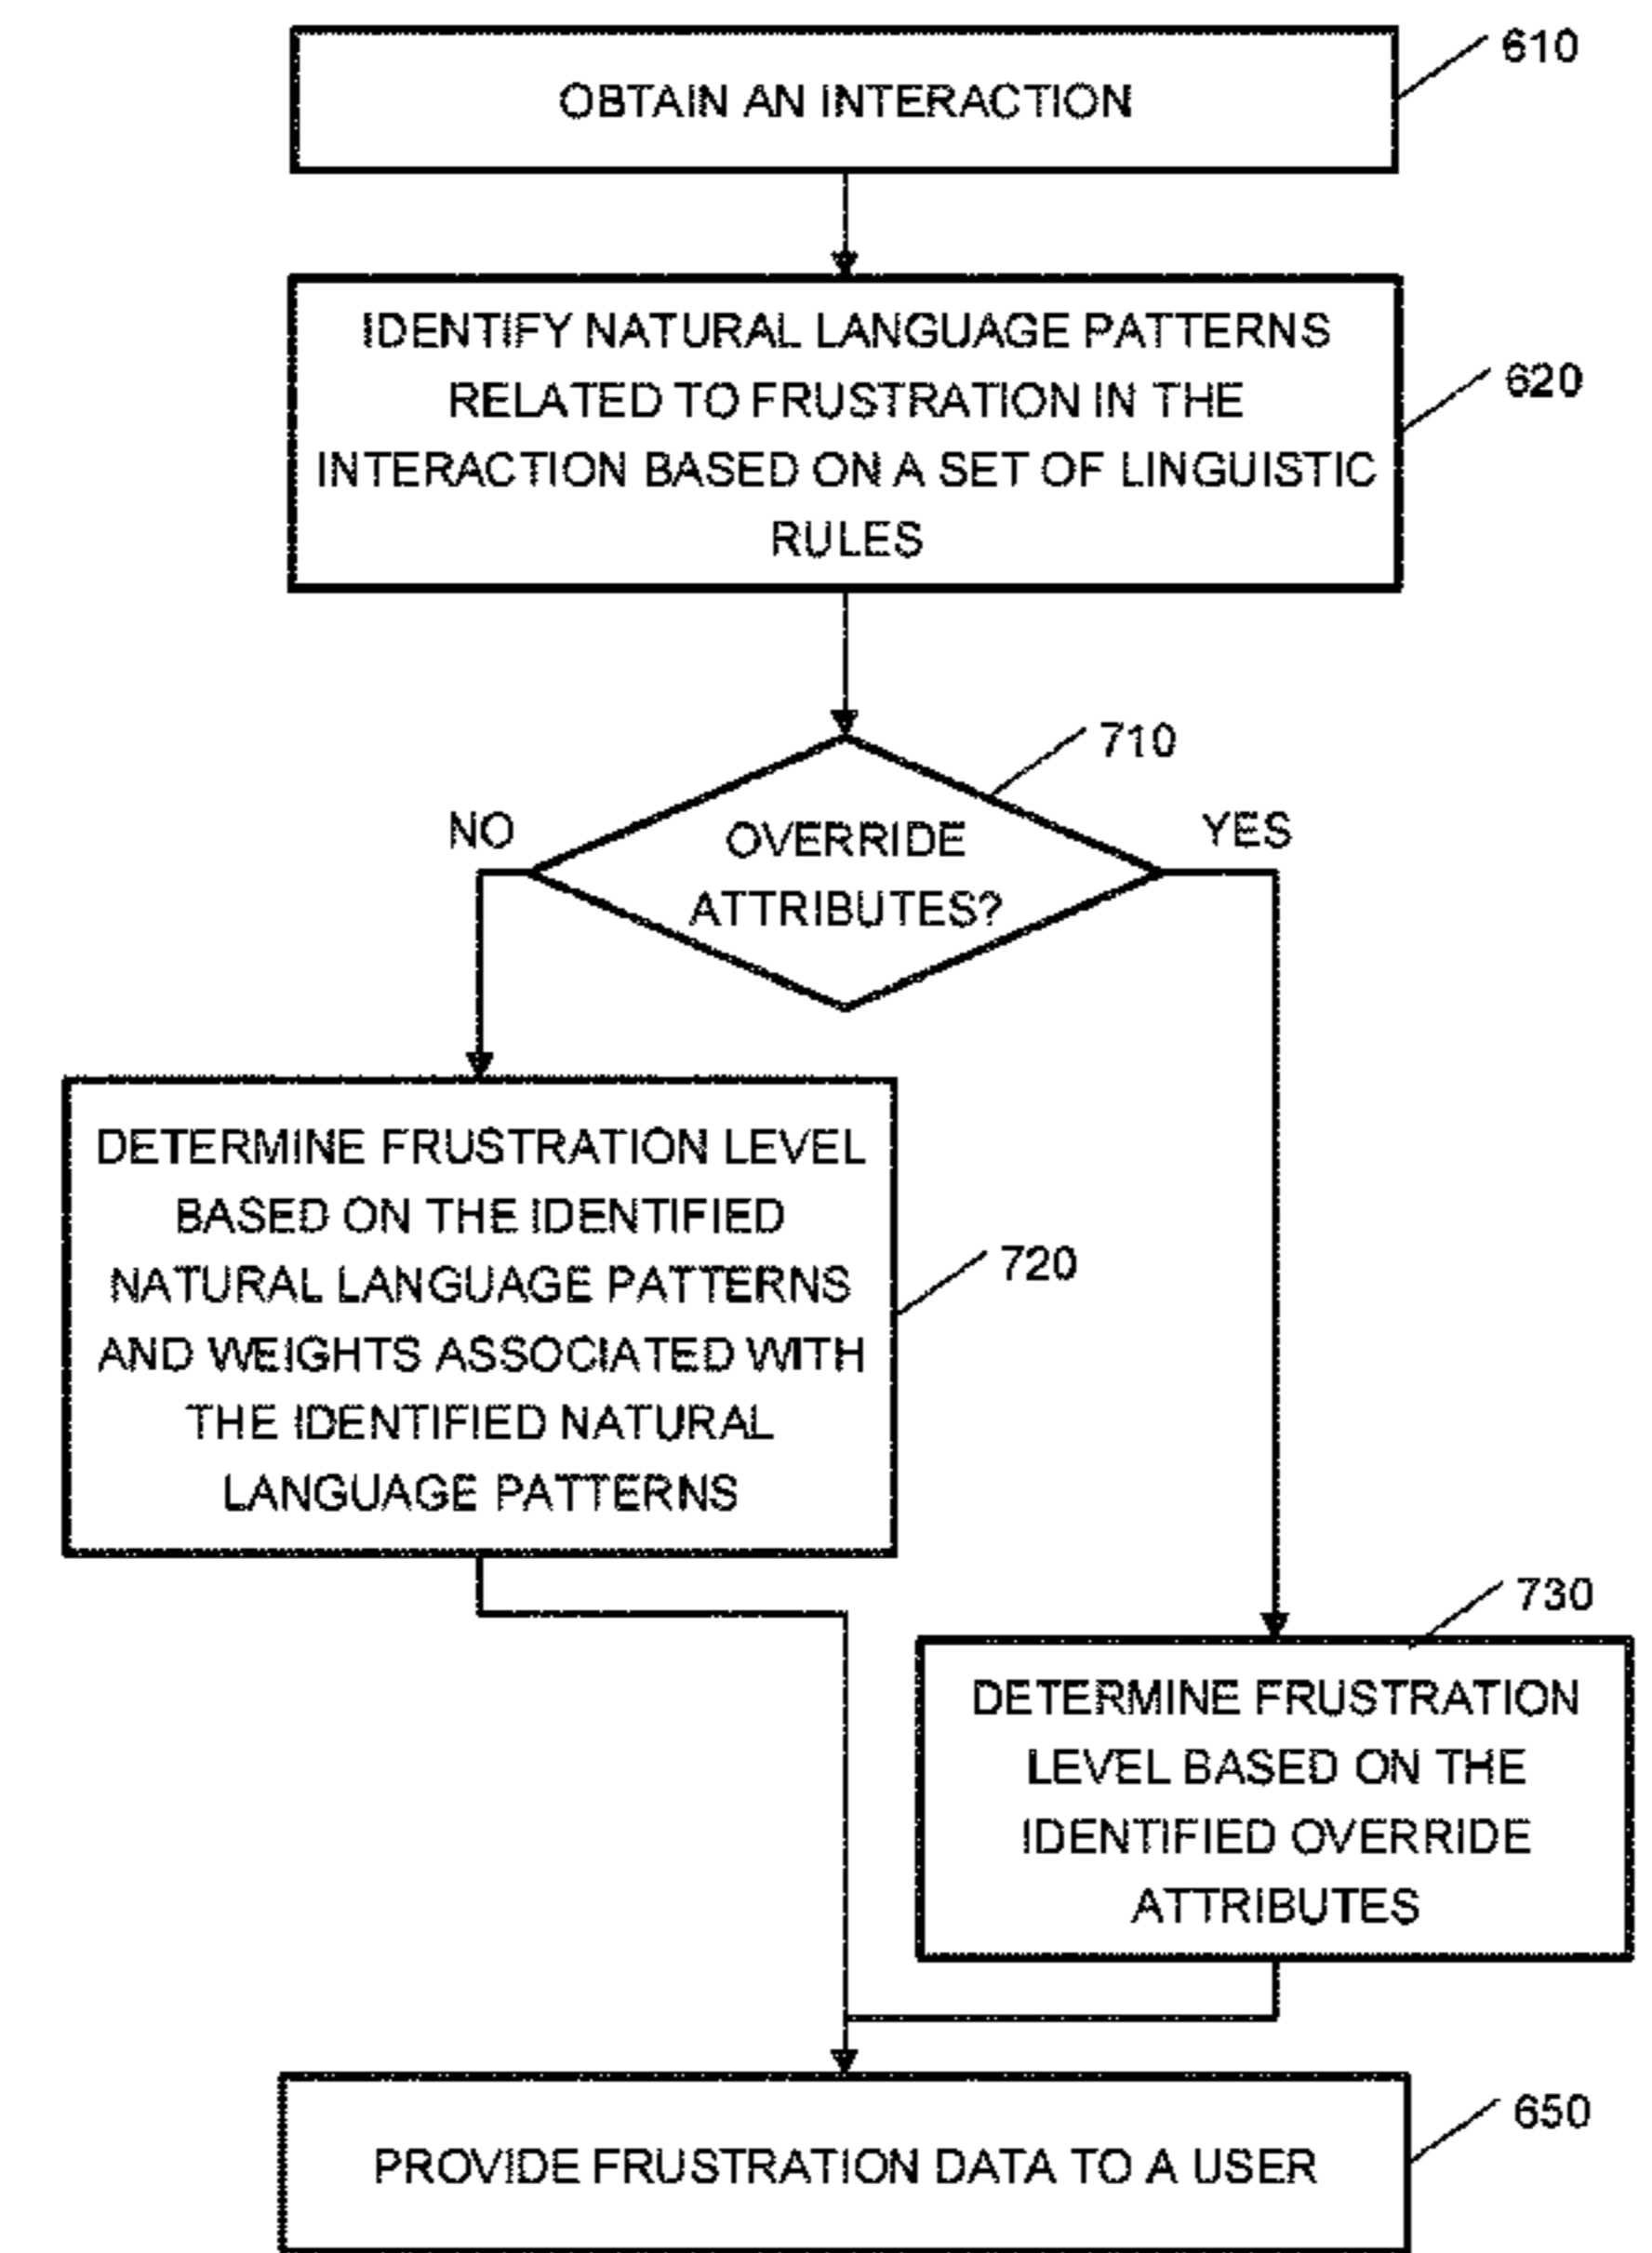 610
OBTAIN AN INTERACTION
IDENTIFY NATURAL LANGUAGE PATTERNS
RELATED TO FRUSTRATION IN THE
INTERACTION BASED ON A SET OF LINGUISTIC
RULES
620
710
NO
OVERRIDE
ATTRIBUTES?
YES
DETERMINE FRUSTRATION LEVEL
BASED ON THE IDENTIFIED
NATURAL LANGUAGE PATTERNS
AND WEIGHTS ASSOCIATED WITH
THE IDENTIFIED NATURAL
LANGUAGE PATTERNS
720
730
DETERMINE FRUSTRATION
LEVEL BASED ON THE
IDENTIFIED OVERRIDE
ATTRIBUTES
650
PROVIDE FRUSTRATION DATA TO A USER